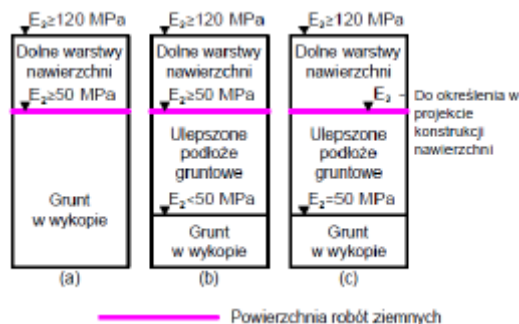 E₂≥120 MPa
Dolne warstwy
nawierzchni
E₂≥50 MPa
Grunt
w wykopie
(a)
E₂≥120 MPa
Dolne warstwy
nawierzchni
E₂≥50 MPa
Ulepszone
podłoże
gruntowe
E₂<50 MPa
Grunt
w wykopie
(b)
E₂≥120 MPa
Dolne warstwy
nawierzchni
E₂ -
Do określenia w
projekcie
konstrukcji
nawierzchni
Ulepszone
podłoże
gruntowe
E₂=50 MPa
Grunt
w wykopie
(c)
Powierzchnia robót ziemnych